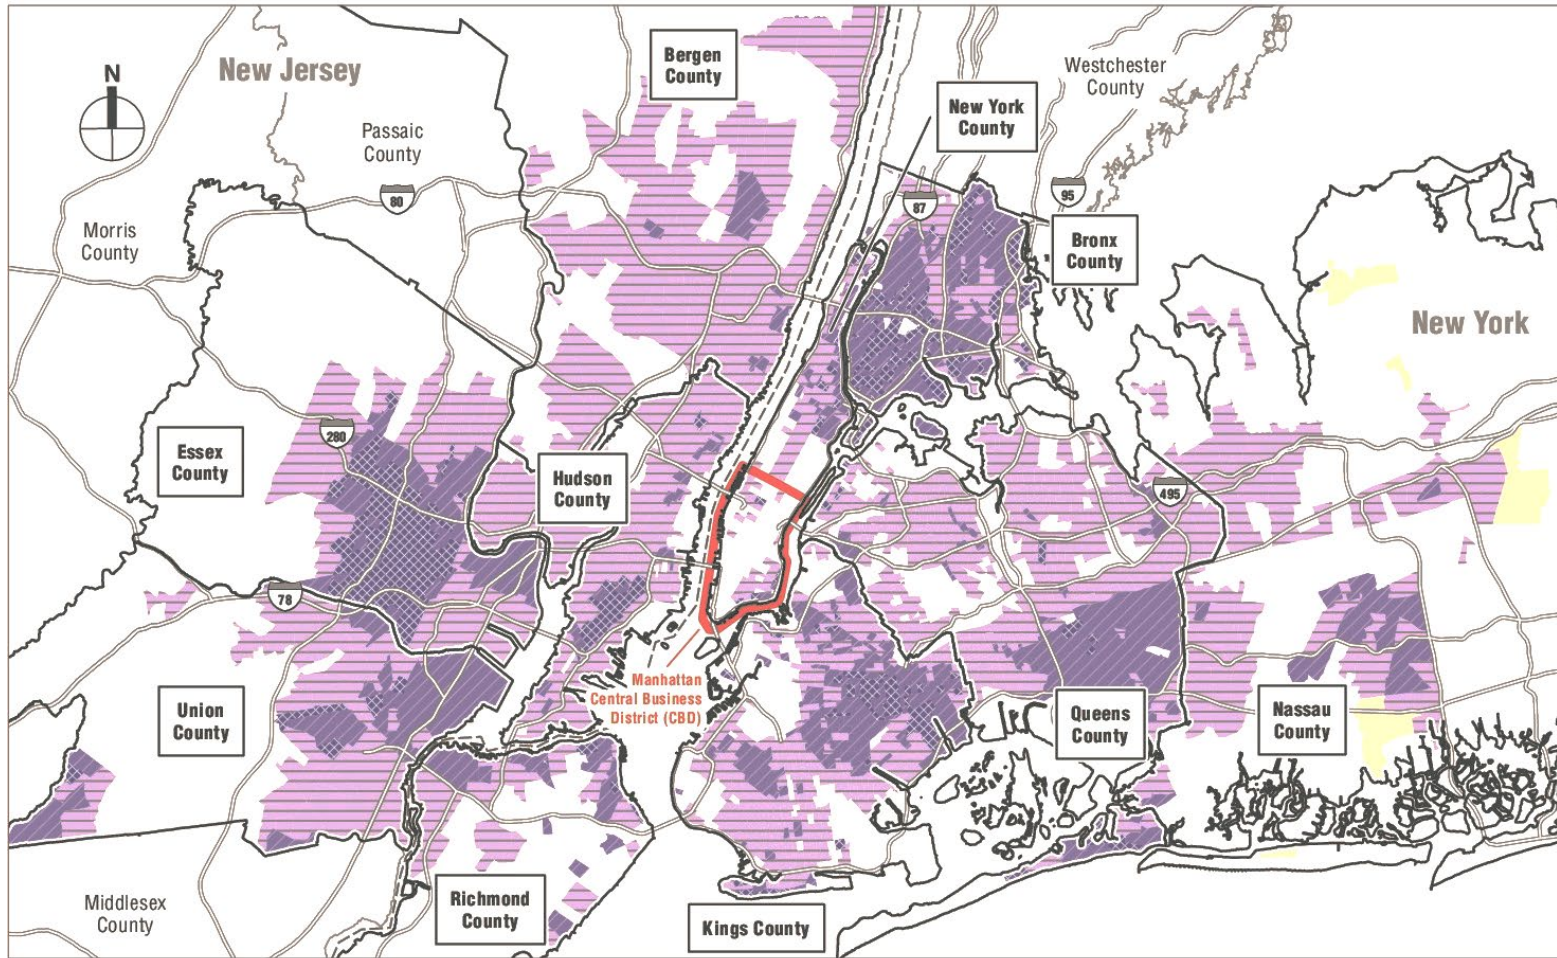 Bergen
County
New Jersey
Westchester
County
N
New York
County
Passaic
County
80
87
95
Morris
County
Bronx
County
New York
280
Essex
County
Hudson
County
495
78
Manhattan
Central Business
District (CBD)
Union
County
Queens
County
Nassau
County
Middlesex
County
Richmond
County
Kings County